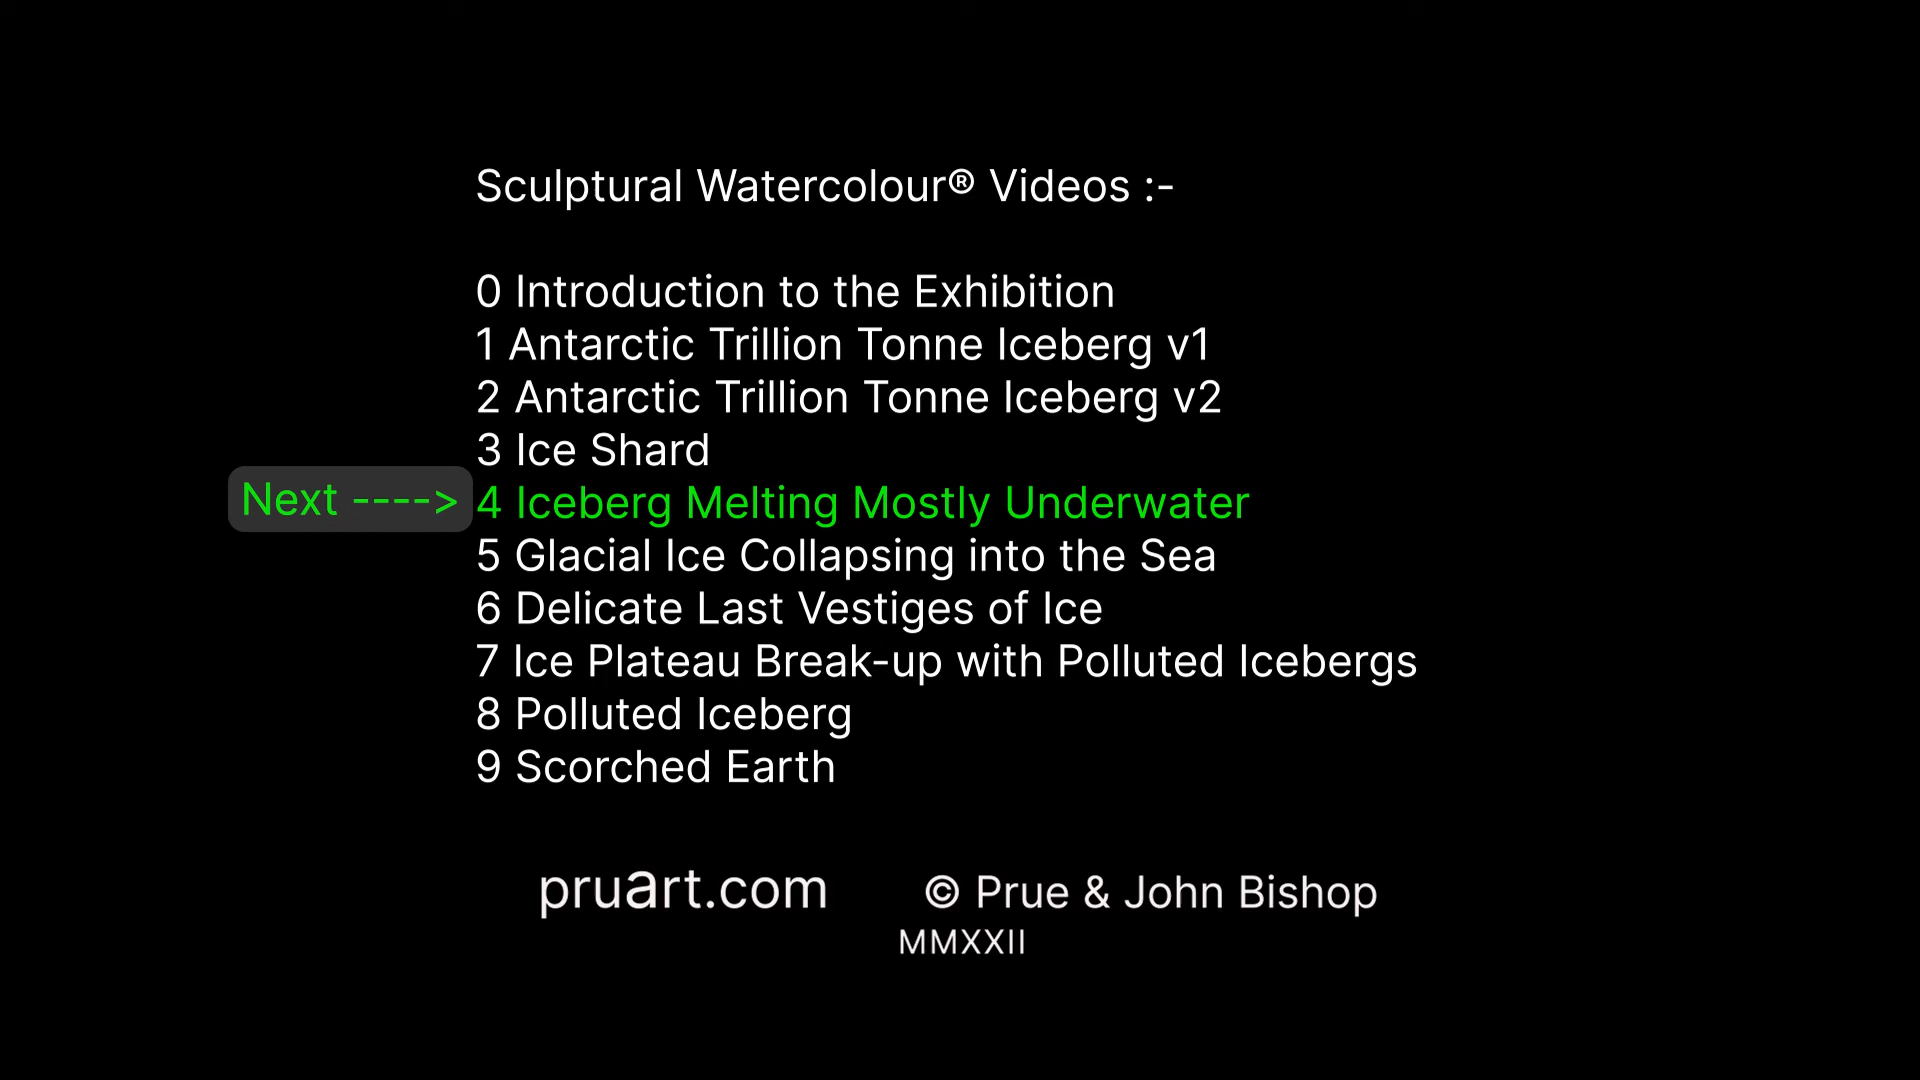 Sculptural Watercolour® Videos :-
0 Introduction to the Exhibition
1 Antarctic Trillion Tonne Iceberg v1
2 Antarctic Trillion Tonne Iceberg v2
3 Ice Shard
Next ----> 4 Iceberg Melting Mostly Underwater
5 Glacial Ice Collapsing into the Sea
6 Delicate Last Vestiges of Ice
7 Ice Plateau Break-up with Polluted Icebergs
8 Polluted Iceberg
9 Scorched Earth
pruart.com © Prue & John Bishop
MMXXII